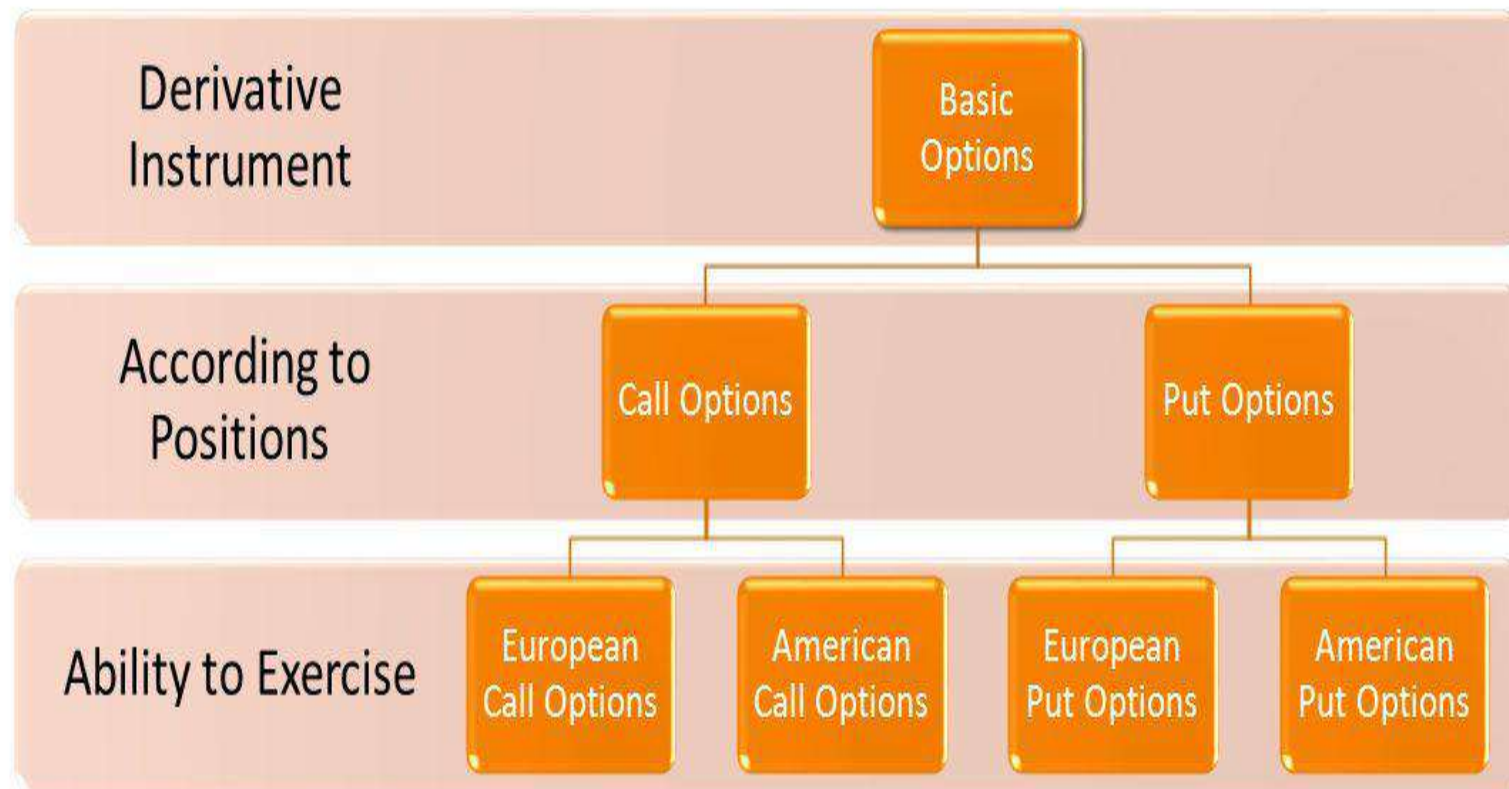 Derivative
Instrument
Basic
Options
According to
Positions
Call Options
Put Options
Ability to Exercise
European
Call Options
American
Call Options
European
Put Options
American
Put Options